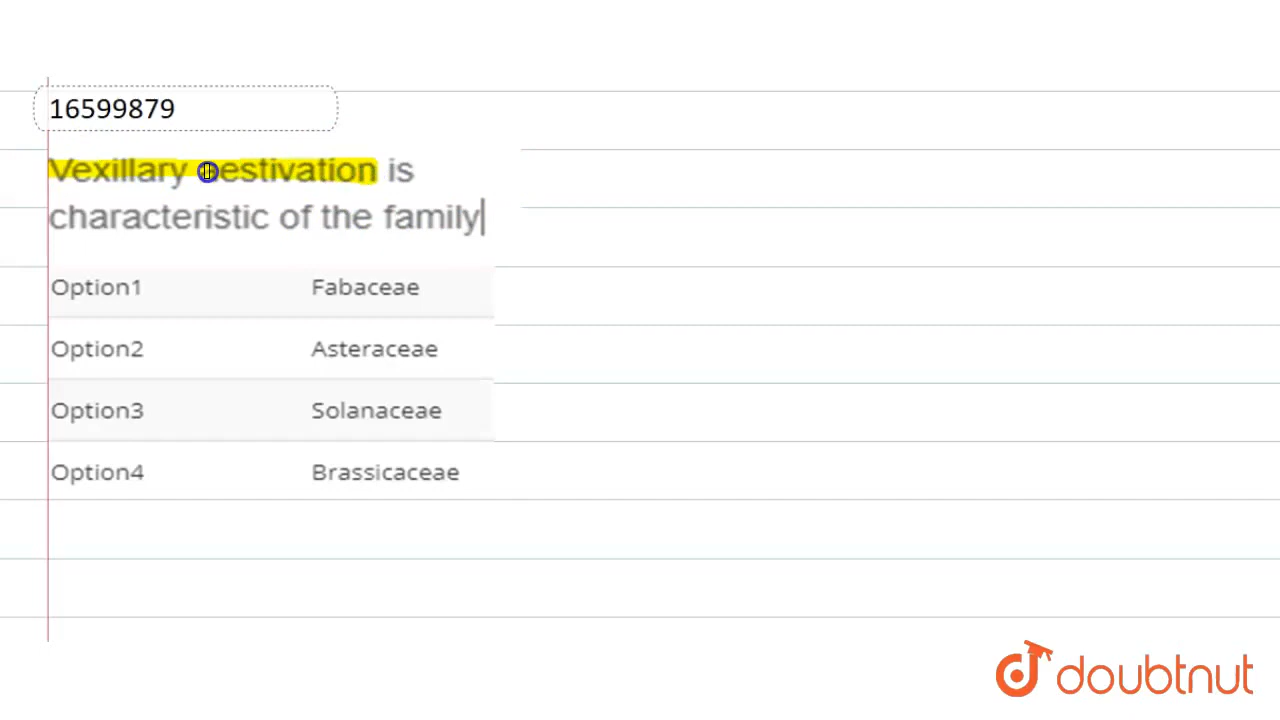 16599879
Vexillary aestivation is
characteristic of the family
Option1 Fabaceae
Option2 Asteraceae
Option3 Solanaceae
Option4 Brassicaceae
doubtnut